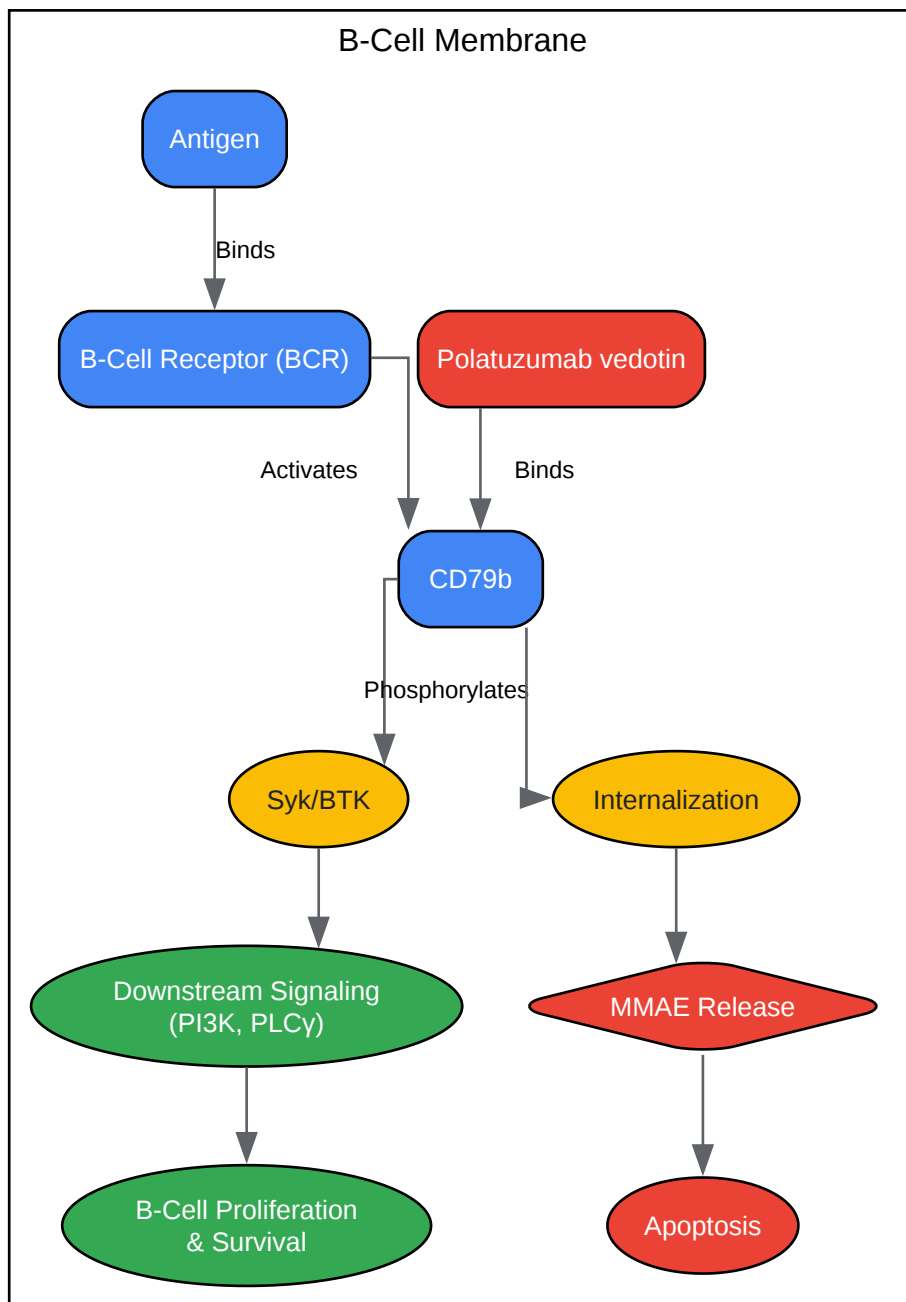 B-Cell Membrane
Antigen
Binds
B-Cell Receptor (BCR)
Polatuzumab vedotin
Activates
Binds
CD79b
Phosphorylates
Syk/BTK
Internalization
Downstream Signaling
(PI3K, PLCγ)
MMAE Release
B-Cell Proliferation
& Survival
Apoptosis